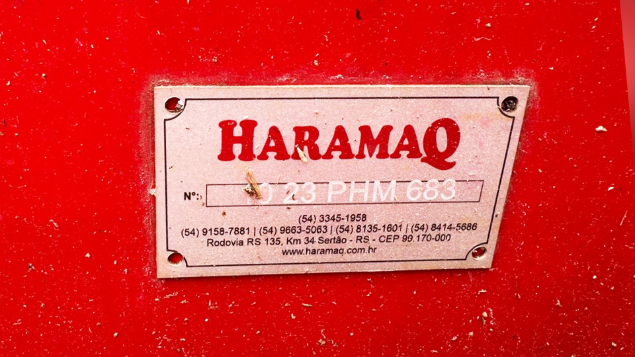 HARAMAQ
Nº: 23 PHM 683
(54) 3345-1958
(54) 9158-7881 | (54) 9663-5063 | (54) 8135-1601 | (54) 8414-5686
Rodovia RS 135, Km 34 Sertão - RS - CEP 99.170-000
www.haramaq.com.br